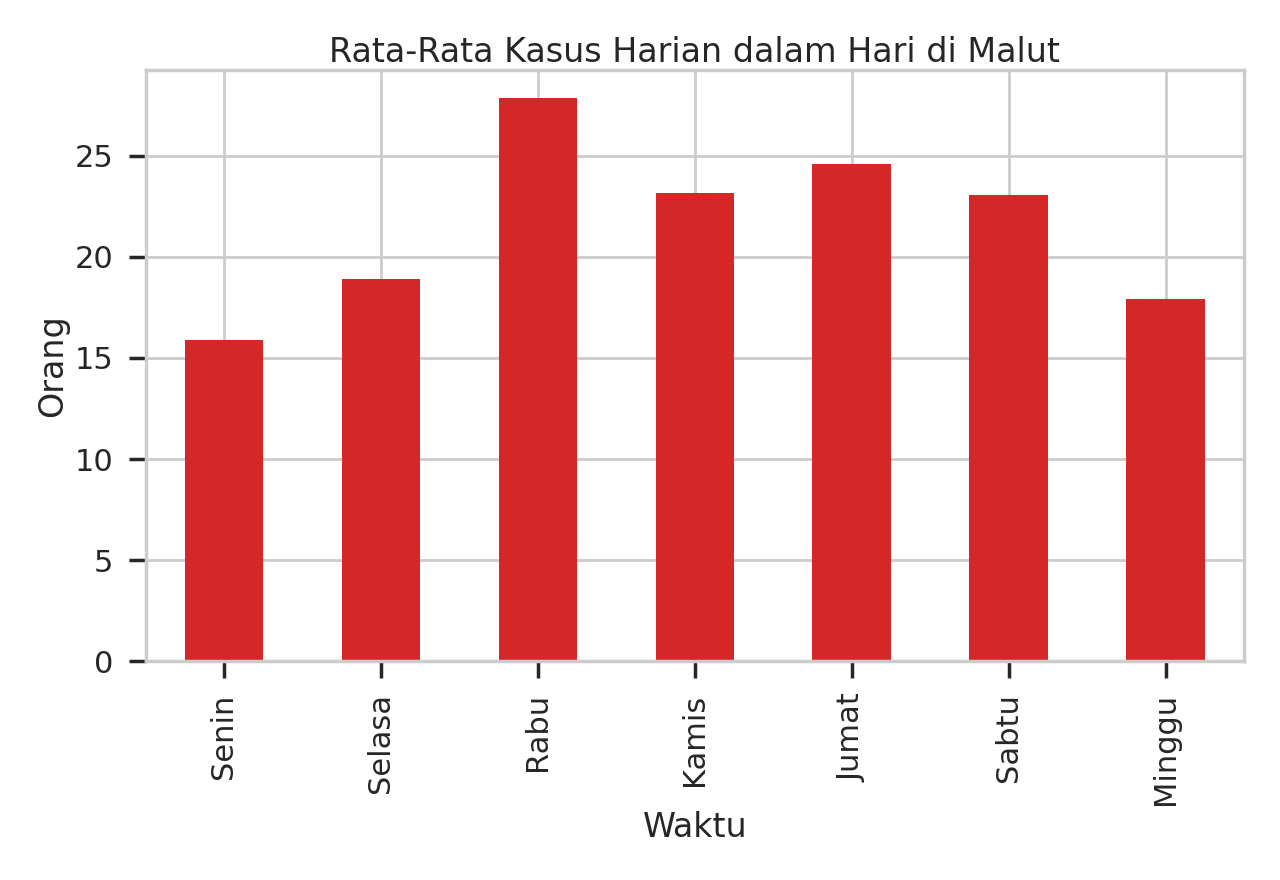 Rata-Rata Kasus Harian dalam Hari di Malut
Orang
25
20
15
10
5
0
Senin
Selasa
Rabu
Kamis
Jumat
Sabtu
Minggu
Waktu